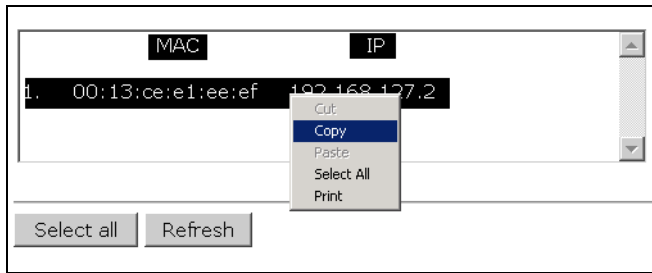 MAC IP
1. 00:13:ce:e1:ee:ef 192.168.127.2
Cut
Copy
Paste
Select All
Print
Select all Refresh